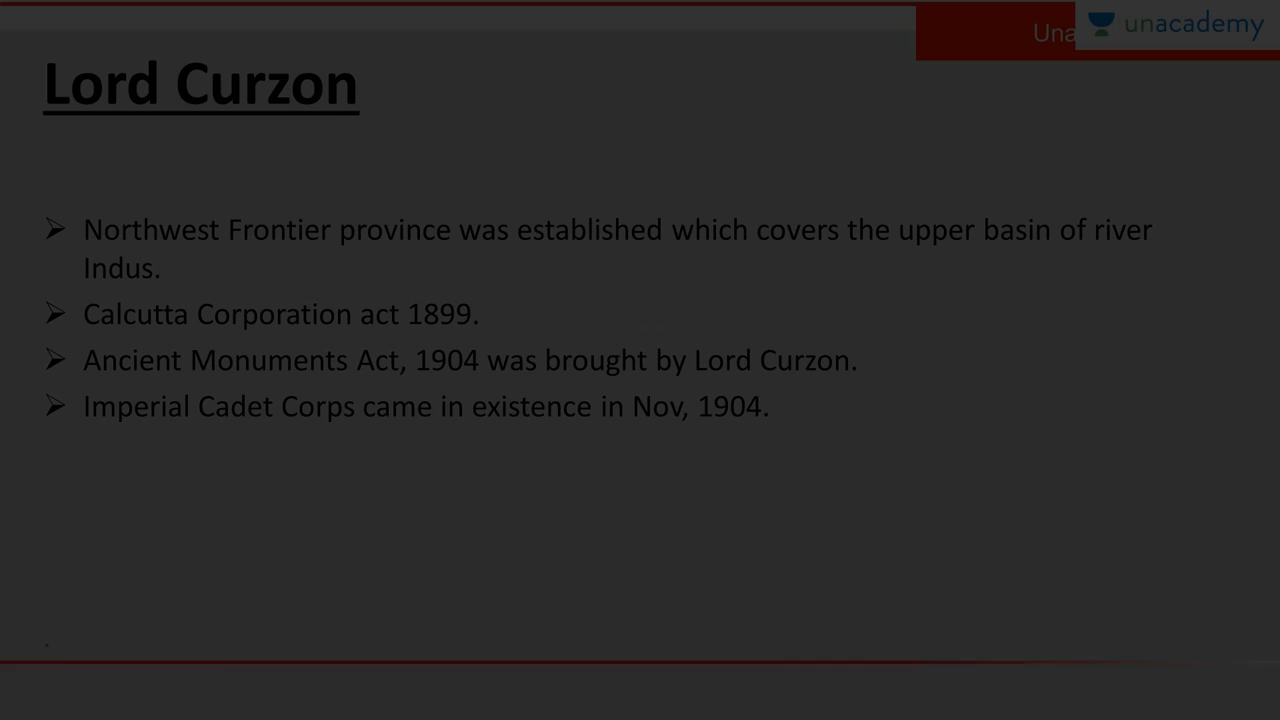 Una
unacademy
Lord Curzon
➢ Northwest Frontier province was established which covers the upper basin of river
Indus.
➢ Calcutta Corporation act 1899.
➢ Ancient Monuments Act, 1904 was brought by Lord Curzon.
➢ Imperial Cadet Corps came in existence in Nov, 1904.
.